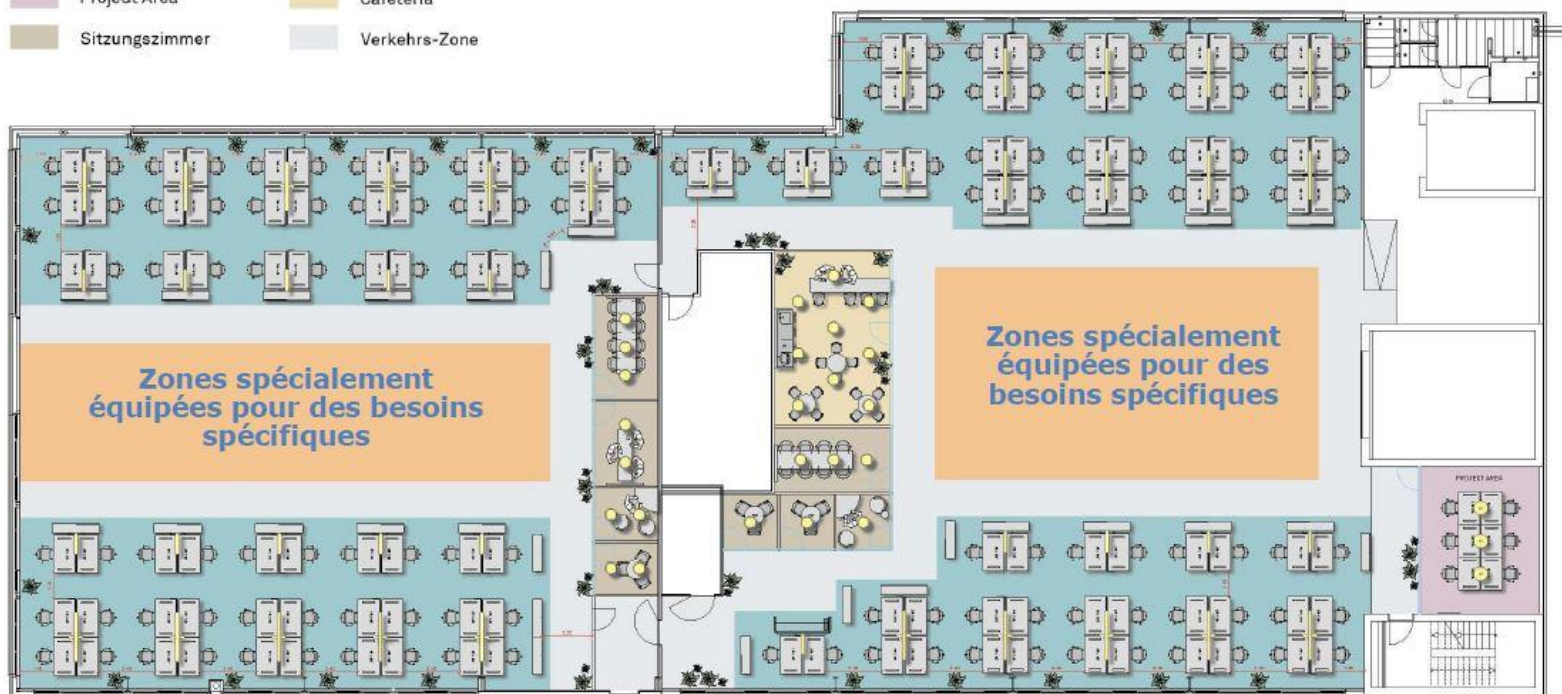 Project Area
Cafeteria
Sitzungszimmer
Verkehrs-Zone
Zones spécialement
équipées pour des besoins
spécifiques
Zones spécialement
équipées pour des
besoins spécifiques
PROJECT AREA